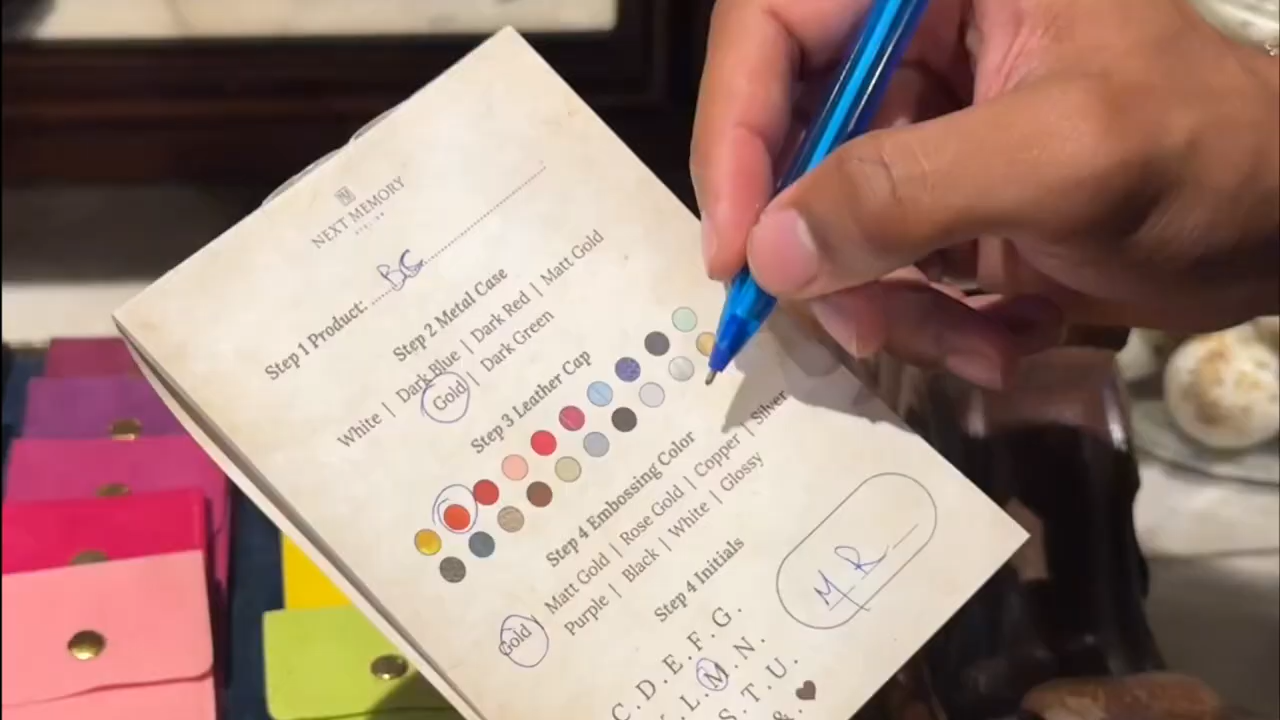 NEXT MEMORY
Step 1 Product: BC
Step 2 Metal Case
White | Dark Blue | Dark Red | Matt Gold
Gold | Dark Green
Step 3 Leather Cap
Step 4 Embossing Color
Gold | Matt Gold | Rose Gold | Copper | Silver
Purple | Black | White | Glossy
Step 4 Initials
M R _
C . D . E . F . G .
L . M . N .
S . T . U .
& . ♥